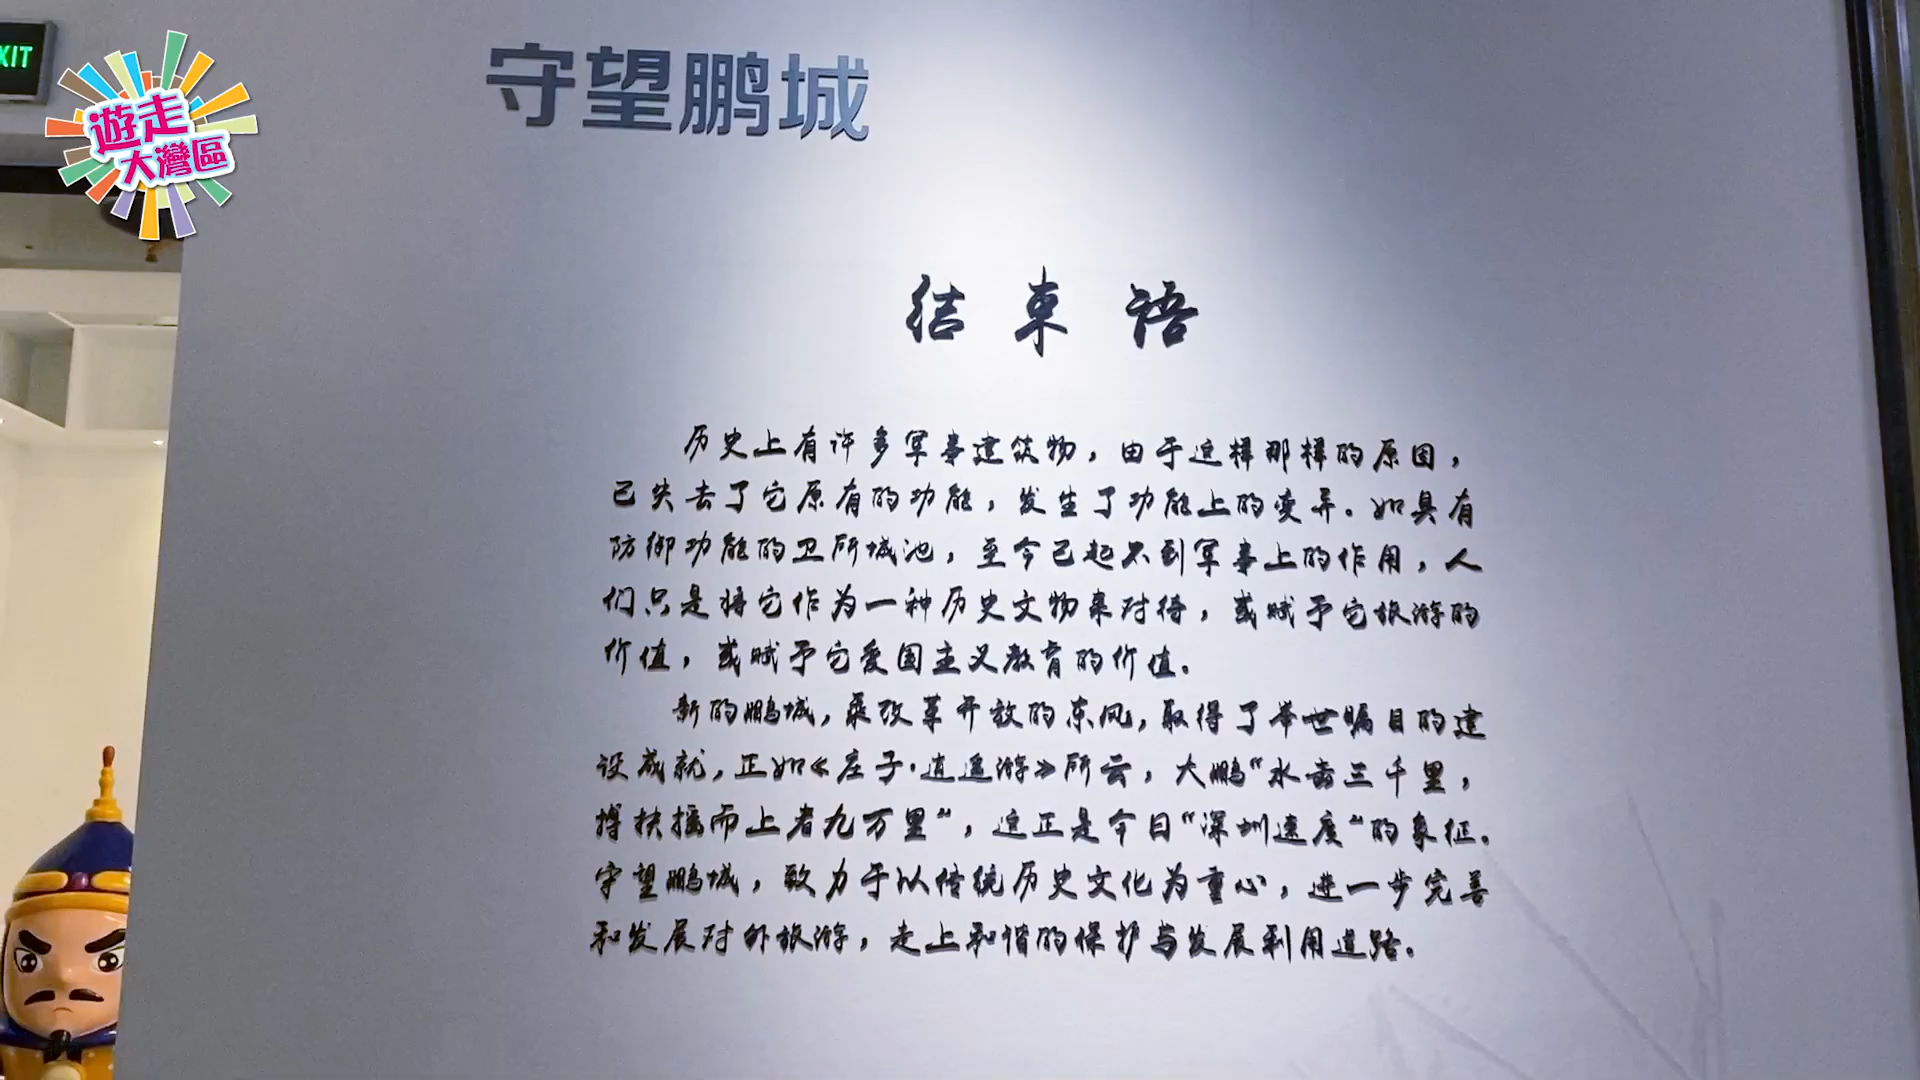 XIT
遊走
大灣區
守望鹏城
结束语
历史上有许多军事建筑物，由于这样那样的原因，
已失去了它原有的功能，发生了功能上的变异。如具有
防御功能的卫所城池，至今已起不到军事上的作用，人
们只是将它作为一种历史文物来对待，或赋予它旅游的
价值，或赋予它爱国主义教育的价值。
新的鹏城，乘改革开放的东风，取得了举世瞩目的建
设成就，正如《庄子·逍遥游》所云，大鹏“水击三千里，
搏扶摇而上者九万里”，这正是今日“深圳速度”的象征。
守望鹏城，致力于以传统历史文化为重心，进一步完善
和发展对外旅游，走上和谐的保护与发展利用道路。